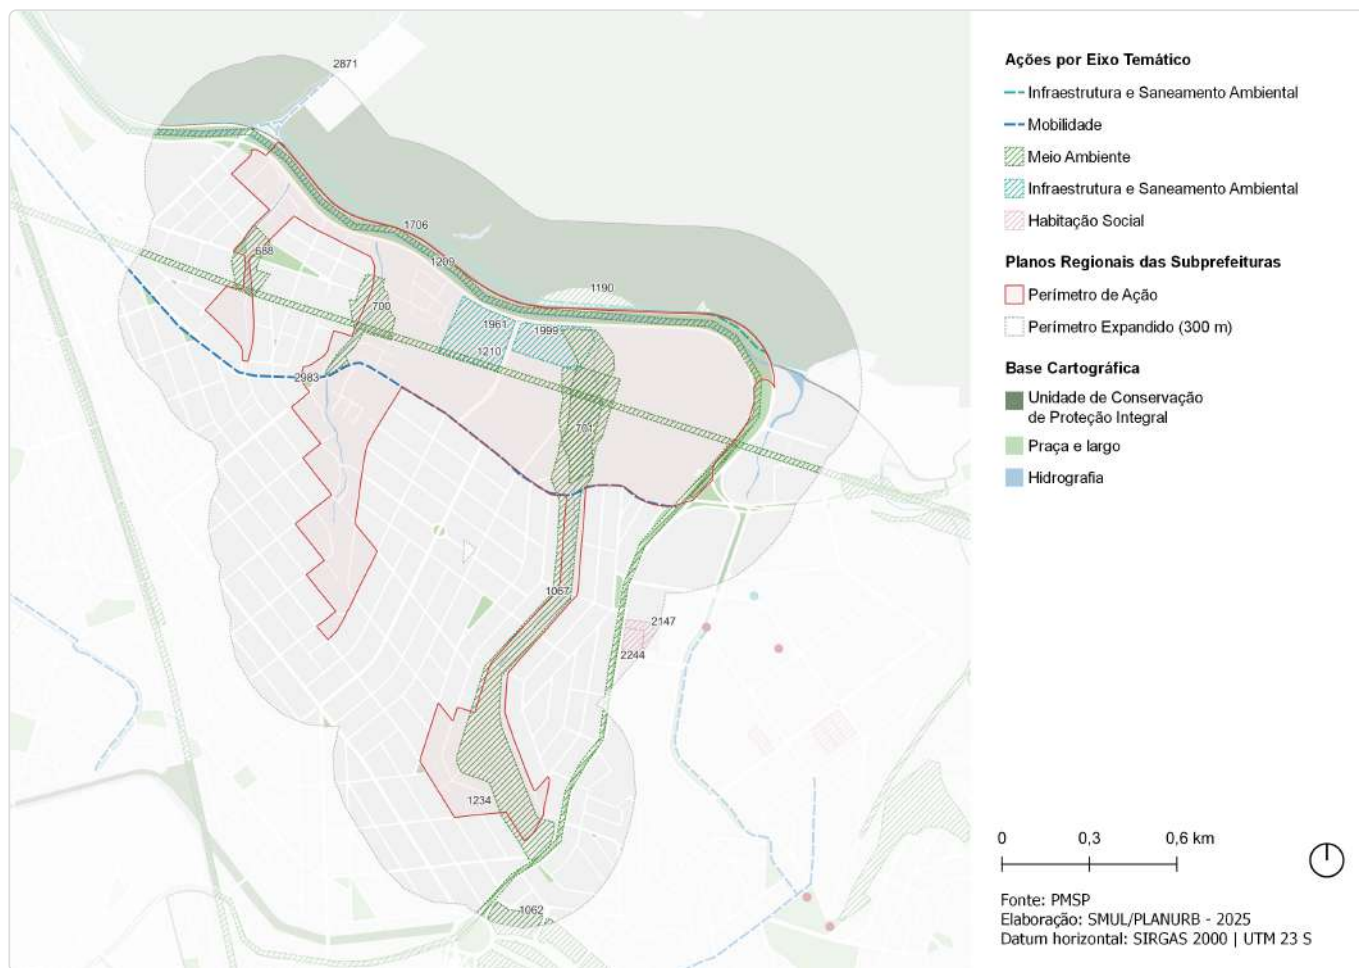 2871
688
1706
1209
1190
700
1961
1999
1210
2983
701
1067
2147
2244
1234
1062
Ações por Eixo Temático
Infraestrutura e Saneamento Ambiental
Mobilidade
Meio Ambiente
Infraestrutura e Saneamento Ambiental
Habitação Social
Planos Regionais das Subprefeituras
Perímetro de Ação
Perímetro Expandido (300 m)
Base Cartográfica
Unidade de Conservação
de Proteção Integral
Praça e largo
Hidrografia
0 0,3 0,6 km
Fonte: PMSP
Elaboração: SMUL/PLANURB - 2025
Datum horizontal: SIRGAS 2000 | UTM 23 S